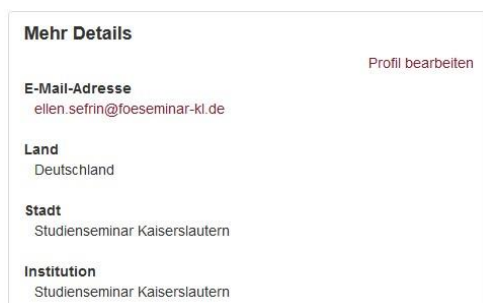 Mehr Details
Profil bearbeiten
E-Mail-Adresse
ellen.sefrin@foeseminar-kl.de
Land
Deutschland
Stadt
Studienseminar Kaiserslautern
Institution
Studienseminar Kaiserslautern